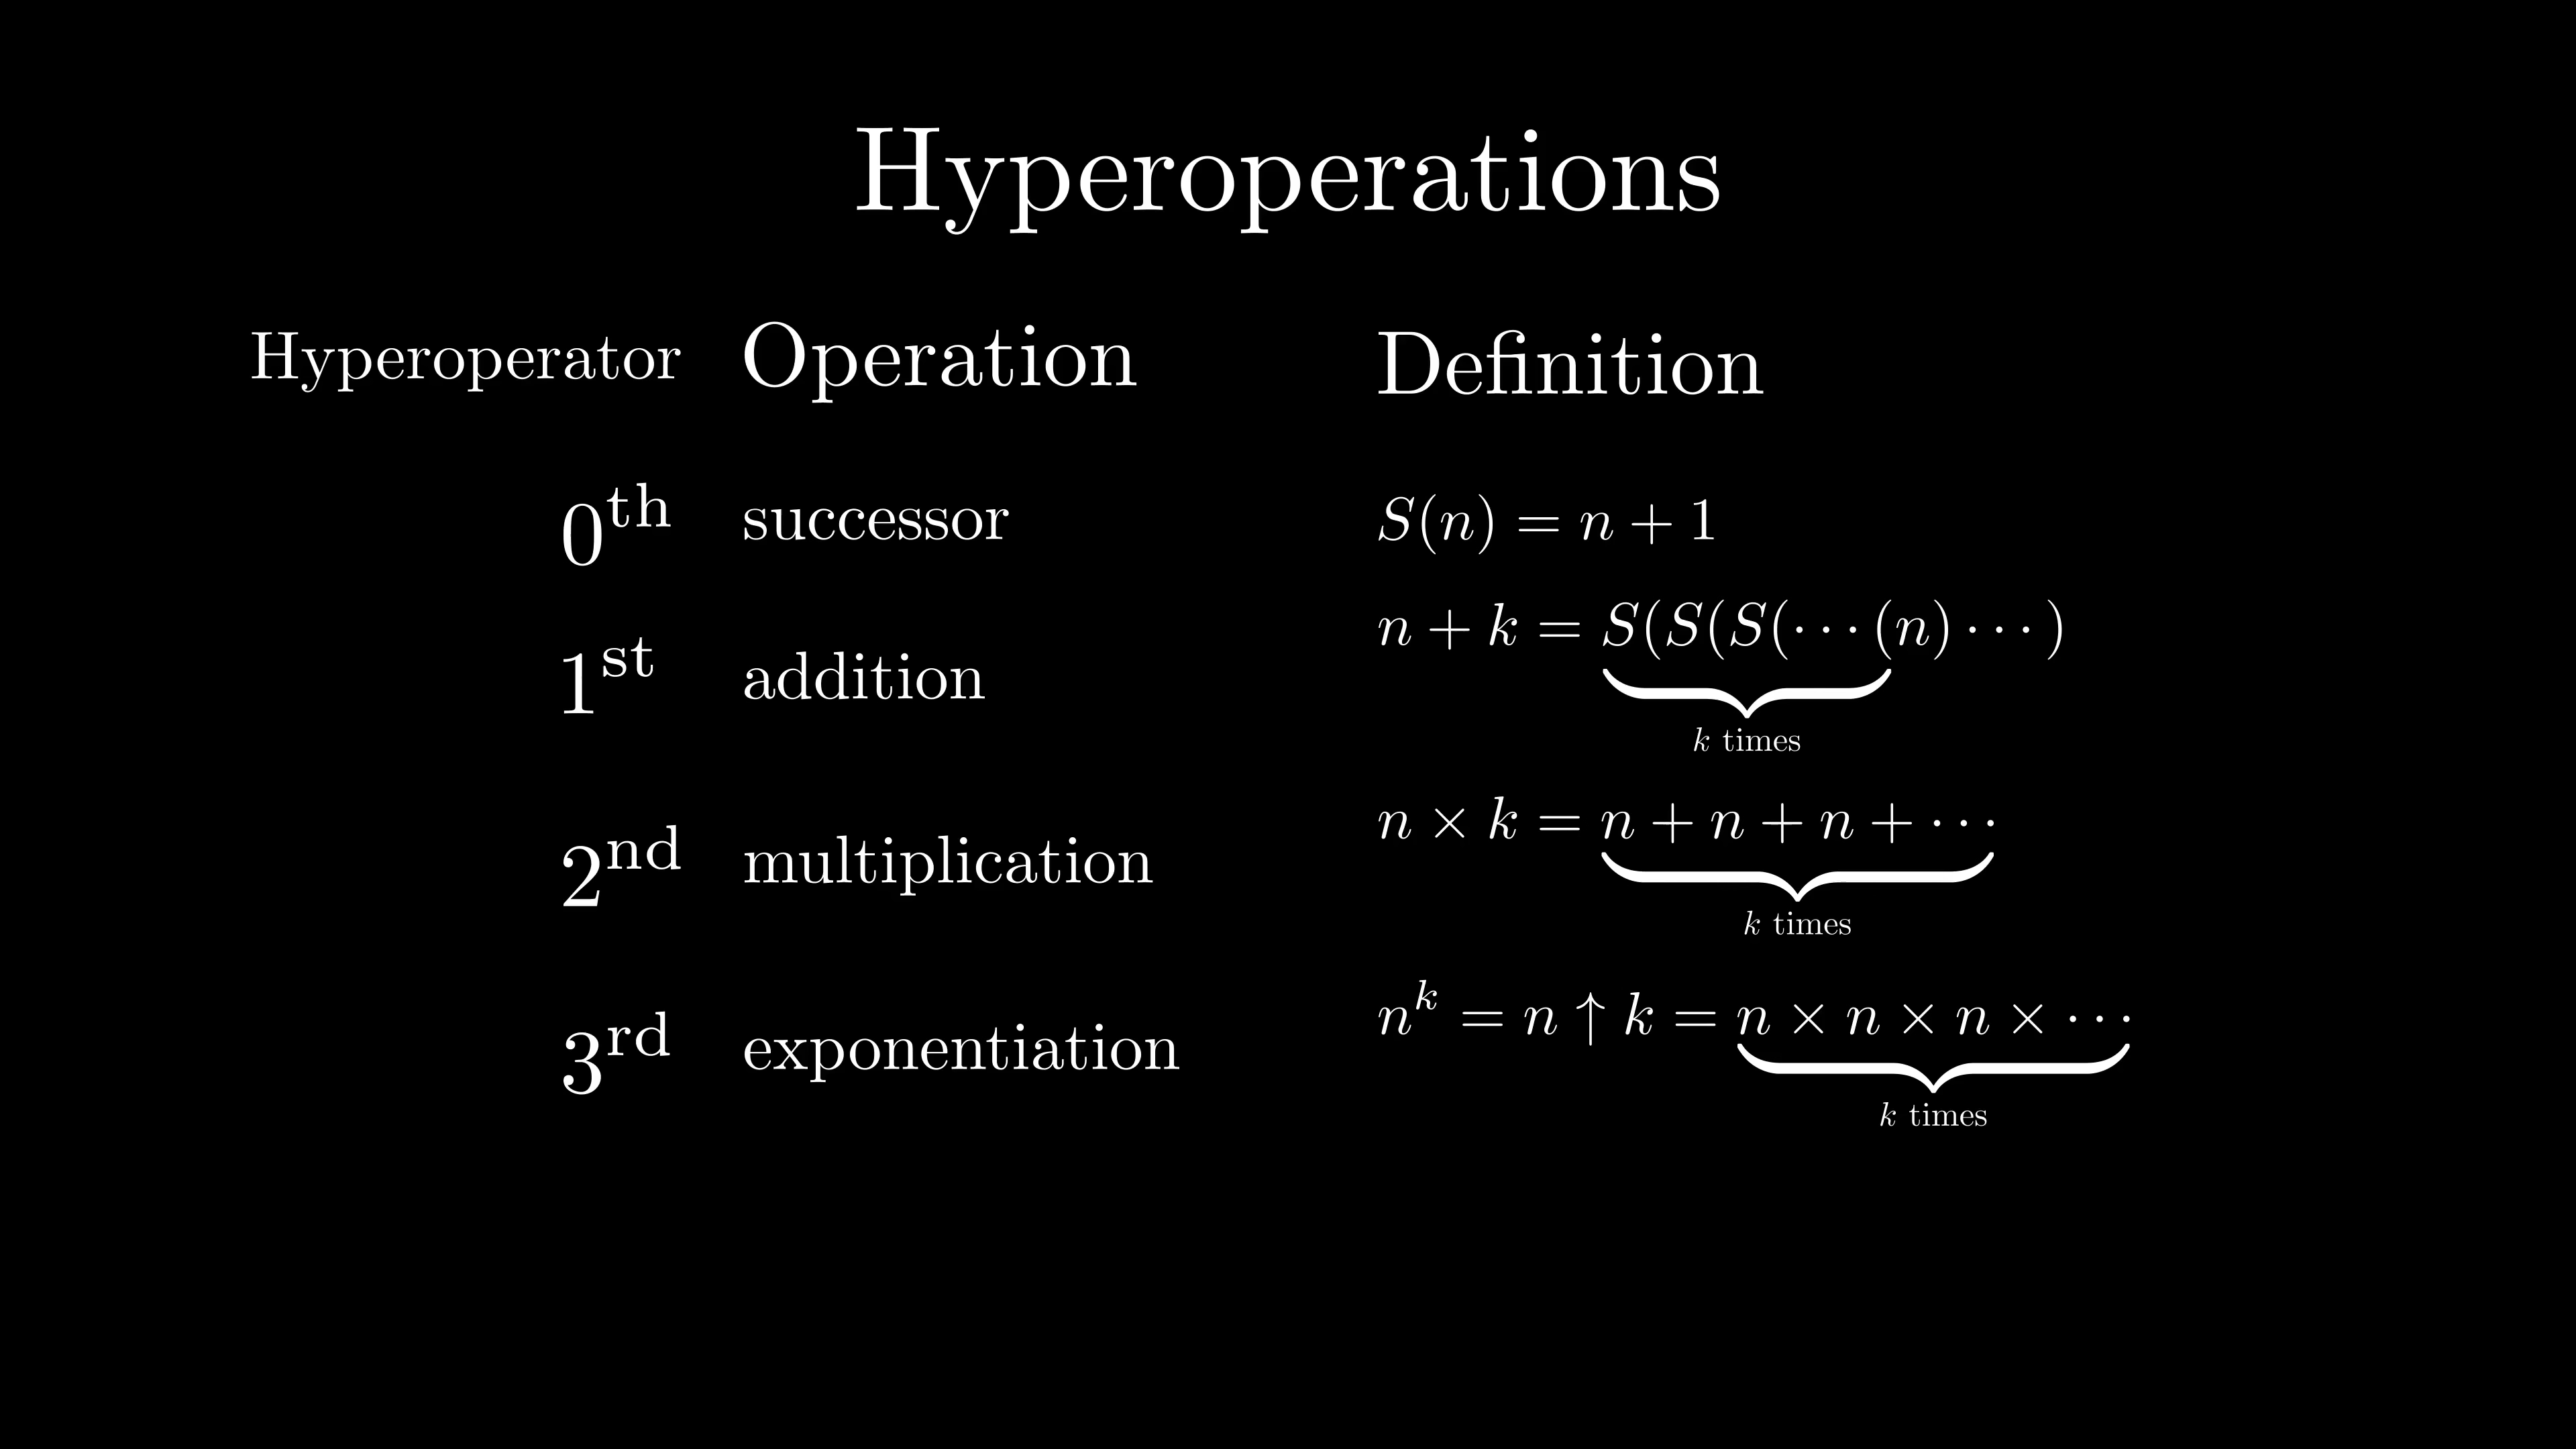 Hyperoperations
Hyperoperator Operation Definition
0th successor S(n) = n + 1
1st addition n + k = S(S(S(⋯(n)⋯)
k times
2nd multiplication n × k = n + n + n + ⋯
k times
3rd exponentiation n^k = n ↑ k = n × n × n × ⋯
k times